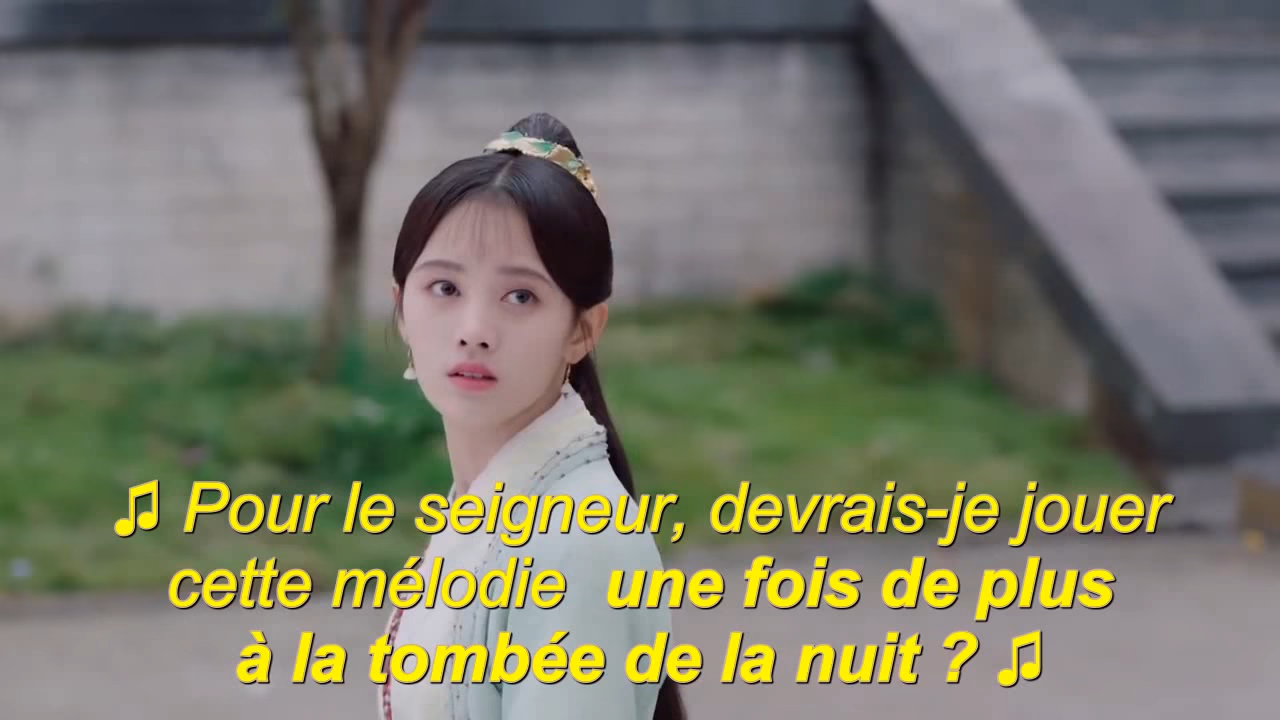 ♫ Pour le seigneur, devrais-je jouer
cette mélodie une fois de plus
à la tombée de la nuit ? ♫